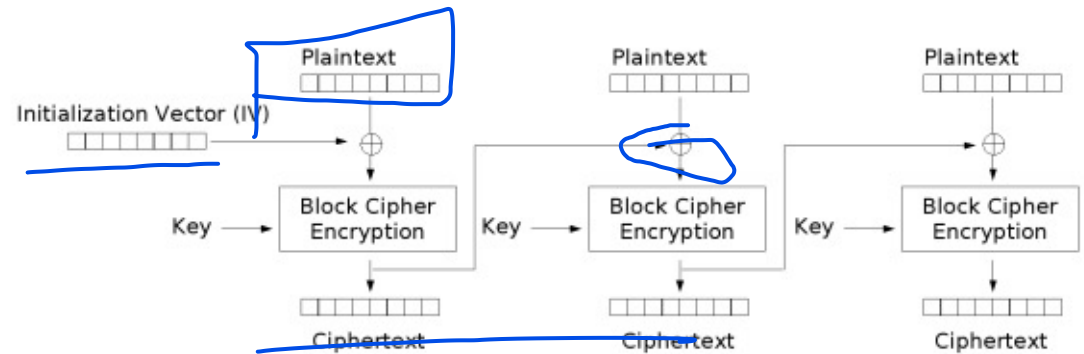 Plaintext
Plaintext
Plaintext
Initialization Vector (IV)
Key
Block Cipher
Encryption
Key
Block Cipher
Encryption
Key
Block Cipher
Encryption
Ciphertext
Ciphertext
Ciphertext